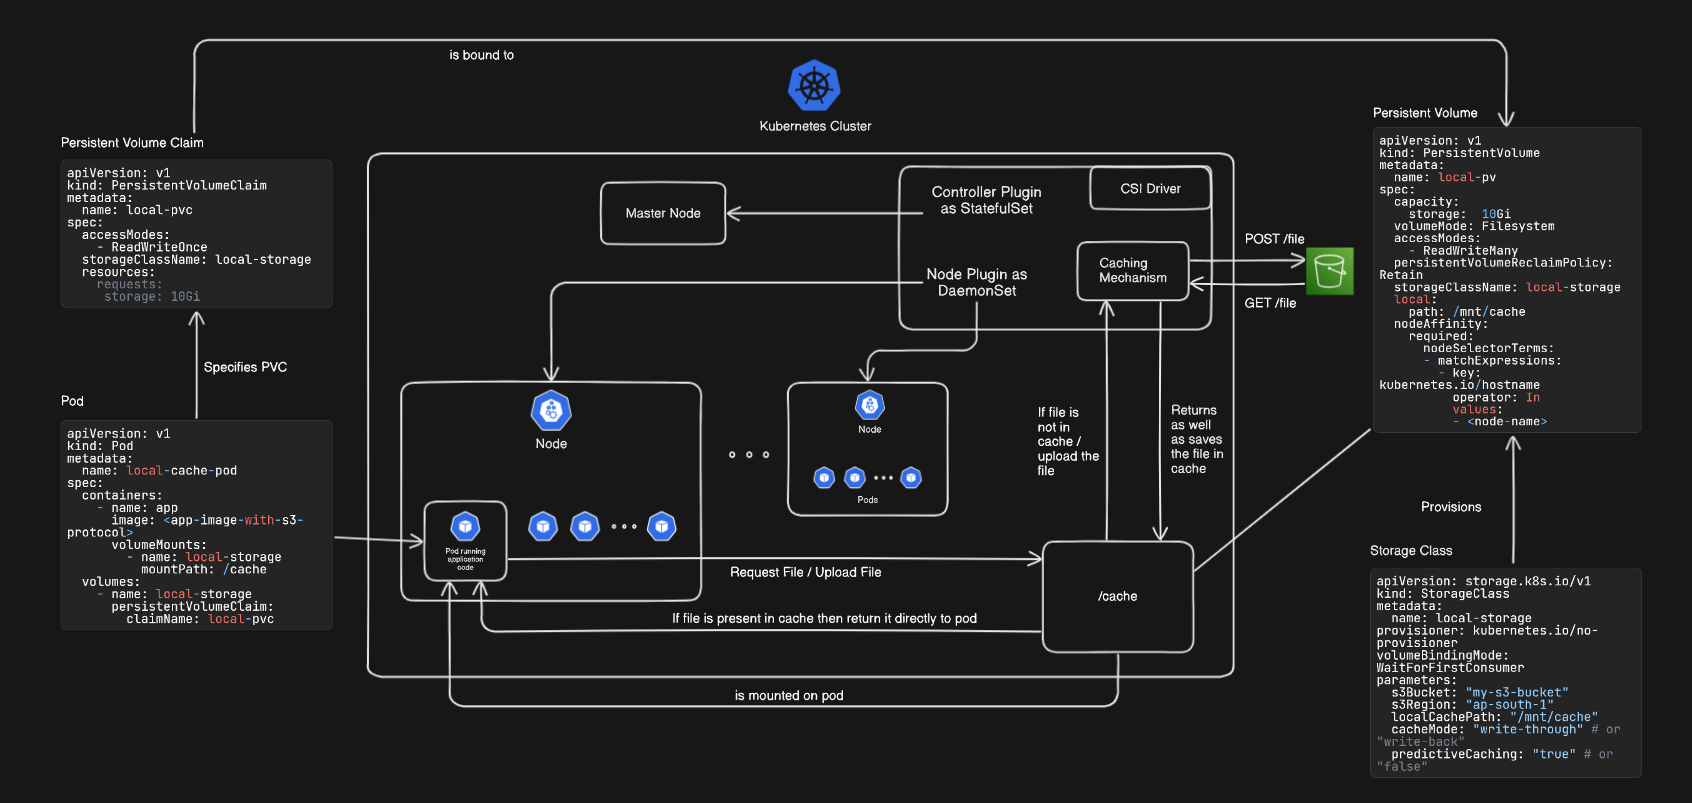 is bound to
Kubernetes Cluster
Persistent Volume Claim
apiVersion: v1
kind: PersistentVolumeClaim
metadata:
  name: local-pvc
spec:
  accessModes:
    - ReadWriteOnce
  storageClassName: local-storage
  resources:
    requests:
     storage: 10Gi
Specifies PVC
Pod
apiVersion: v1
kind: Pod
metadata:
  name: local-cache-pod
spec:
  containers:
    - name: app
      image: <app-image-with-s3-
protocol>
      volumeMounts:
        - name: local-storage
          mountPath: /cache
  volumes:
    - name: local-storage
      persistentVolumeClaim:
        claimName: local-pvc
Master Node
Controller Plugin
as StatefulSet
CSI Driver
Node Plugin as
DaemonSet
Caching
Mechanism
POST /file
GET /file
Node
Pod running
application
code
Node
Pods
If file is
not in
cache /
upload the
file
Returns
as well
as saves
the file in
cache
Request File / Upload File
/cache
If file is present in cache then return it directly to pod
is mounted on pod
Persistent Volume
apiVersion: v1
kind: PersistentVolume
metadata:
  name: local-pv
spec:
  capacity:
    storage:  10Gi
  volumeMode: Filesystem
  accessModes:
    - ReadWriteMany
  persistentVolumeReclaimPolicy:
Retain
  storageClassName: local-storage
  local:
    path: /mnt/cache
  nodeAffinity:
    required:
      nodeSelectorTerms:
      - matchExpressions:
        - key:
kubernetes.io/hostname
          operator: In
          values:
          - <node-name>
Provisions
Storage Class
apiVersion: storage.k8s.io/v1
kind: StorageClass
metadata:
  name: local-storage
provisioner: kubernetes.io/no-
provisioner
volumeBindingMode:
WaitForFirstConsumer
parameters:
  s3Bucket: "my-s3-bucket"
  s3Region: "ap-south-1"
  localCachePath: "/mnt/cache"
  cacheMode: "write-through" # or
"write-back"
  predictiveCaching: "true" # or
"false"